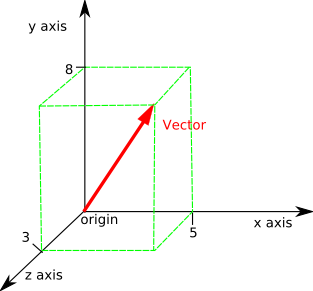 y axis
8
Vector
origin
x axis
5
3
z axis